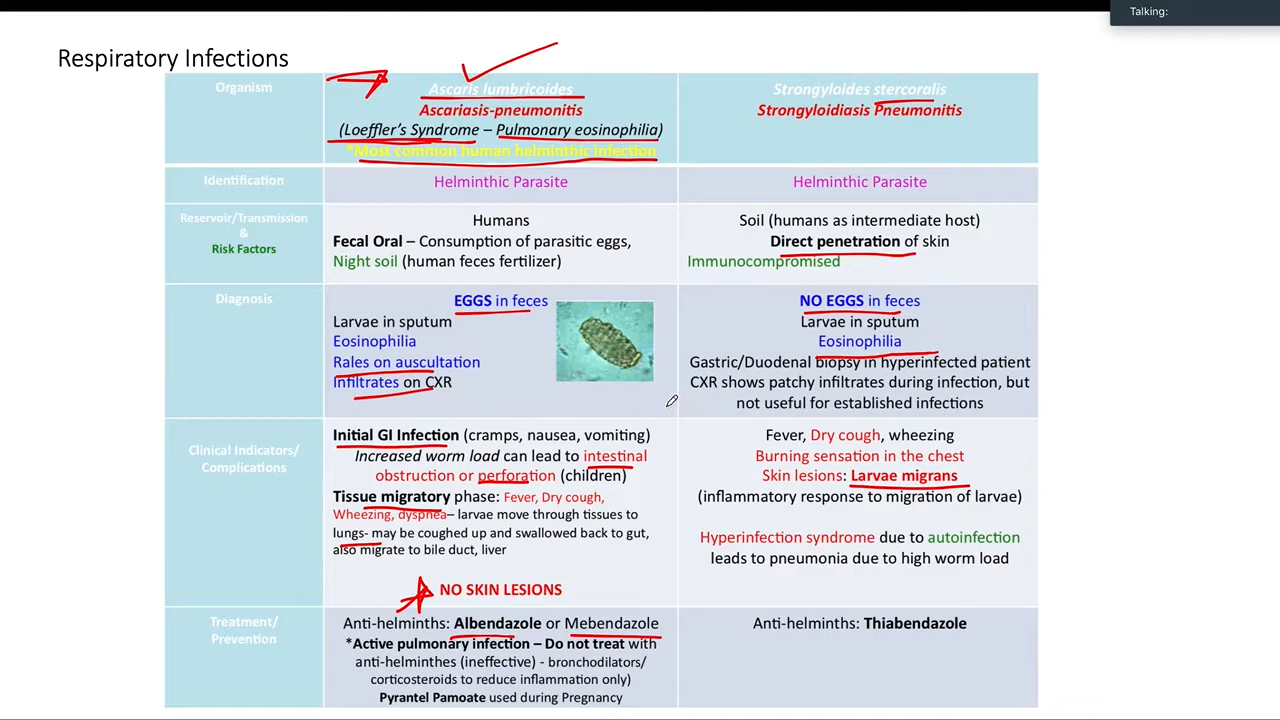 Talking:
Respiratory Infections
Organism
Ascaris lumbricoides
Ascariasis-pneumonitis
(Loeffler's Syndrome – Pulmonary eosinophilia)
*Most common human helminthic infection
Strongyloides stercoralis
Strongyloidiasis Pneumonitis
Identification
Helminthic Parasite
Helminthic Parasite
Reservoir/Transmission
&
Risk Factors
Humans
Fecal Oral – Consumption of parasitic eggs,
Night soil (human feces fertilizer)
Soil (humans as intermediate host)
Direct penetration of skin
Immunocompromised
Diagnosis
EGGS in feces
Larvae in sputum
Eosinophilia
Rales on auscultation
Infiltrates on CXR
NO EGGS in feces
Larvae in sputum
Eosinophilia
Gastric/Duodenal biopsy in hyperinfected patient
CXR shows patchy infiltrates during infection, but
not useful for established infections
Clinical Indicators/
Complications
Initial GI Infection (cramps, nausea, vomiting)
Increased worm load can lead to intestinal
obstruction or perforation (children)
Tissue migratory phase: Fever, Dry cough,
Wheezing, dyspnea– larvae move through tissues to
lungs- may be coughed up and swallowed back to gut,
also migrate to bile duct, liver
NO SKIN LESIONS
Fever, Dry cough, wheezing
Burning sensation in the chest
Skin lesions: Larvae migrans
(inflammatory response to migration of larvae)
Hyperinfection syndrome due to autoinfection
leads to pneumonia due to high worm load
Treatment/
Prevention
Anti-helminths: Albendazole or Mebendazole
*Active pulmonary infection – Do not treat with
anti-helminthes (ineffective) - bronchodilators/
corticosteroids to reduce inflammation only)
Pyrantel Pamoate used during Pregnancy
Anti-helminths: Thiabendazole